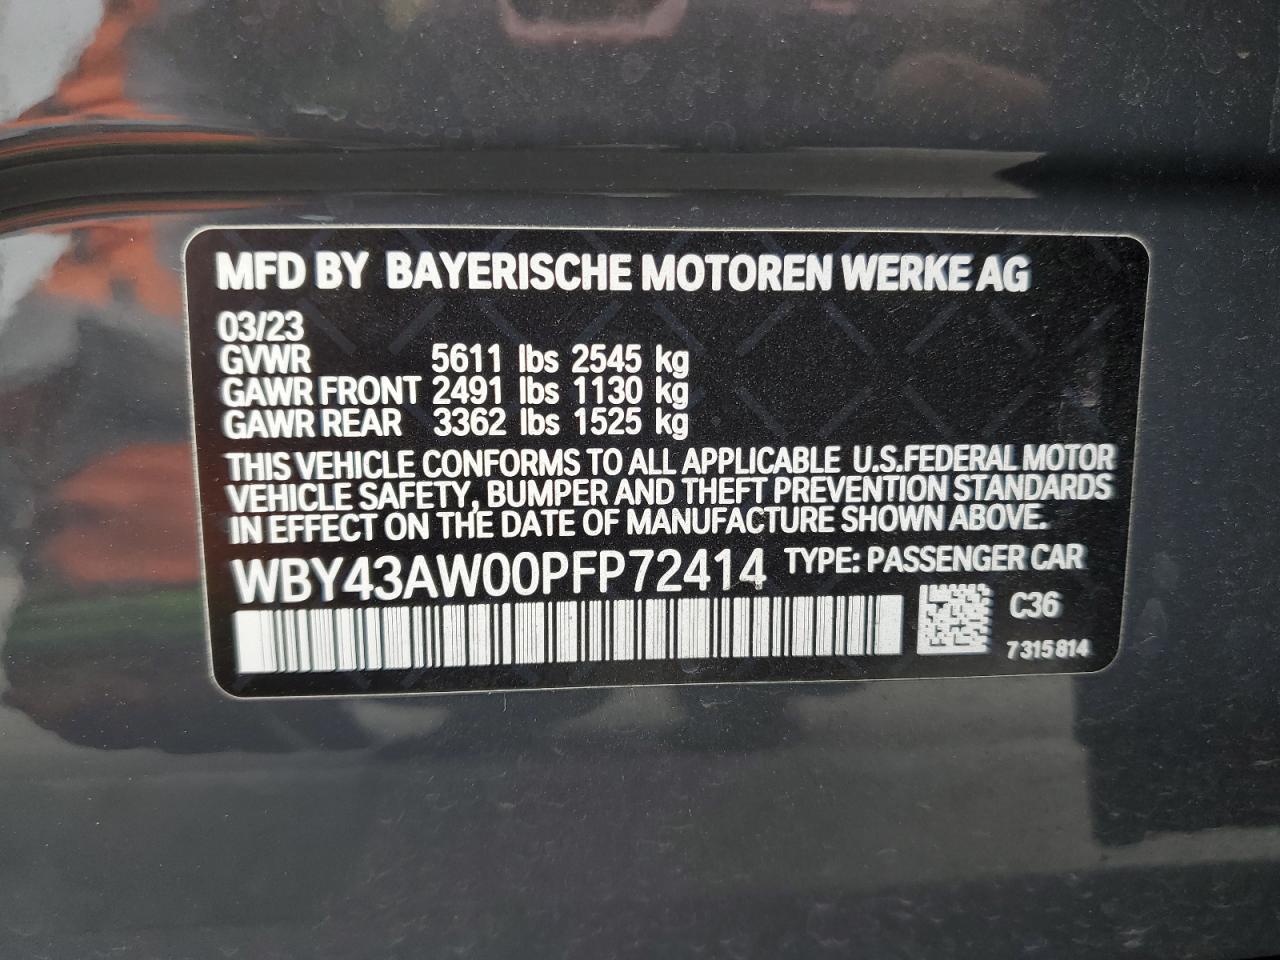 MFD BY BAYERISCHE MOTOREN WERKE AG
03/23
GVWR 5611 lbs 2545 kg
GAWR FRONT 2491 lbs 1130 kg
GAWR REAR 3362 lbs 1525 kg
THIS VEHICLE CONFORMS TO ALL APPLICABLE U.S.FEDERAL MOTOR
VEHICLE SAFETY, BUMPER AND THEFT PREVENTION STANDARDS
IN EFFECT ON THE DATE OF MANUFACTURE SHOWN ABOVE.
WBY43AW00PFP72414 TYPE: PASSENGER CAR
C36
7315814